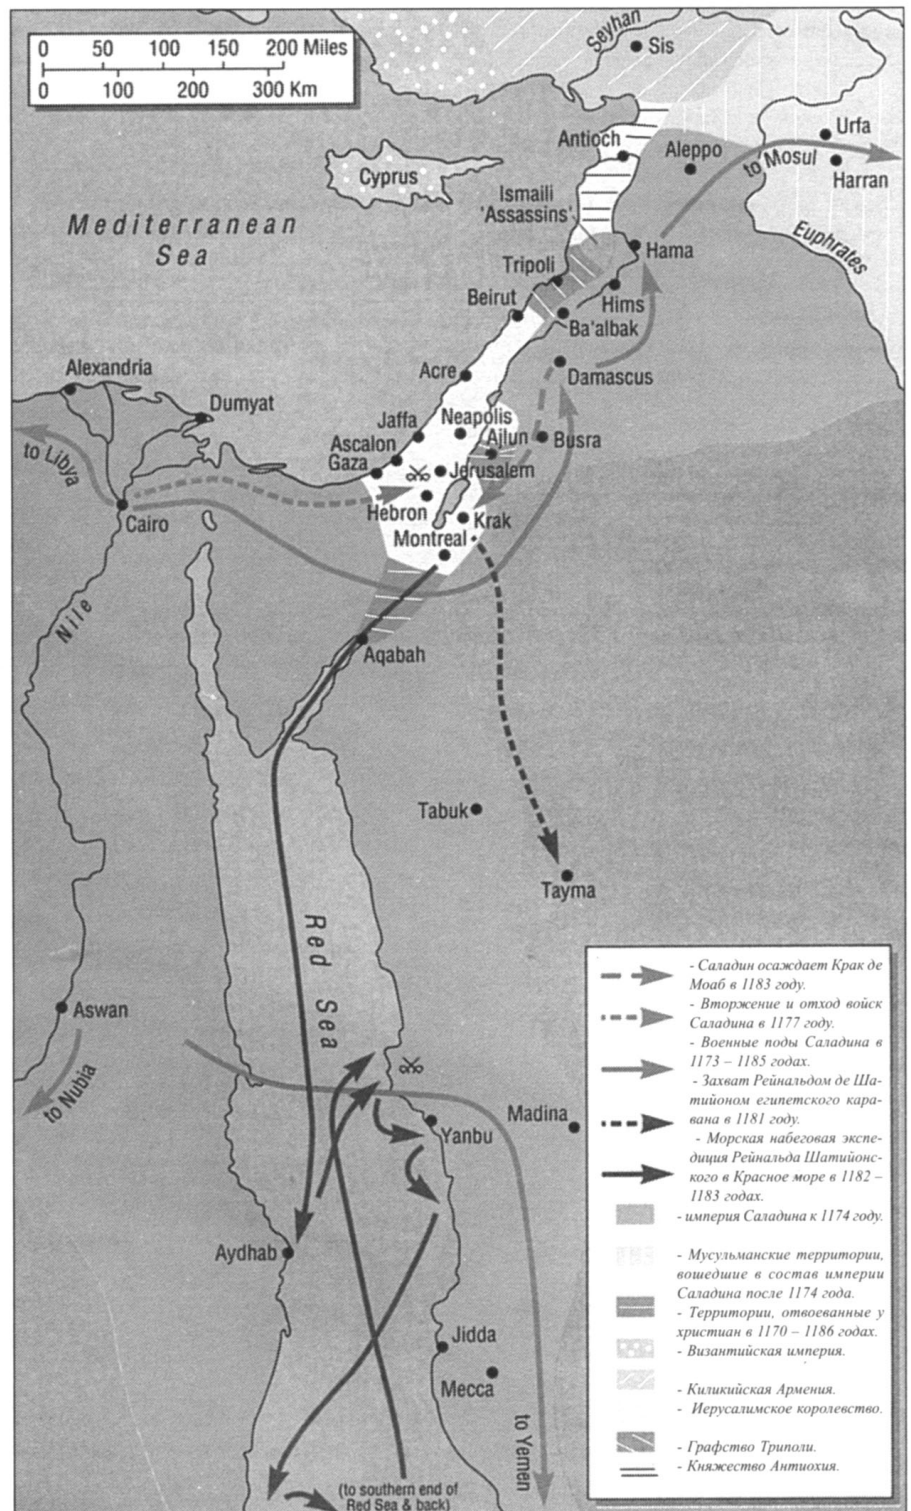 0 50 100 150 200 Miles
0 100 200 300 Km
Seyhan
Sis
Urfa
Antioch
Aleppo
to Mosul
Harran
Cyprus
Ismaili
'Assassins'
Mediterranean
Sea
Hama
Euphrates
Tripoli
Beirut
Hims
Ba'albak
Alexandria
Acre
Damascus
Dumyat
Jaffa
Neapolis
Ascalon
Ajlun
Busra
to Libya
Gaza
Jerusalem
Cairo
Hebron
Krak
Montreal
Nile
Aqabah
Tabuk
Tayma
Red Sea
Aswan
to Nubia
Yanbu
Madina
Aydhab
Jidda
Mecca
to Yemen
(to southern end of
Red Sea & back)
- Саладин осаждает Крак де
Моаб в 1183 году.
- Вторжение и отход войск
Саладина в 1177 году.
- Военные поды Саладина в
1173 – 1185 годах.
- Захват Рейнальдом де Ша-
тийоном египетского кара-
вана в 1181 году.
- Морская набеговая экспе-
диция Рейнальда Шатийонс-
кого в Красное море в 1182 –
1183 годах.
- империя Саладина к 1174 году.
- Мусульманские территории,
вошедшие в состав империи
Саладина после 1174 года.
- Территории, отвоеванные у
христиан в 1170 – 1186 годах.
- Византийская империя.
- Киликийская Армения.
- Иерусалимское королевство.
- Графство Триполи.
- Княжество Антиохия.